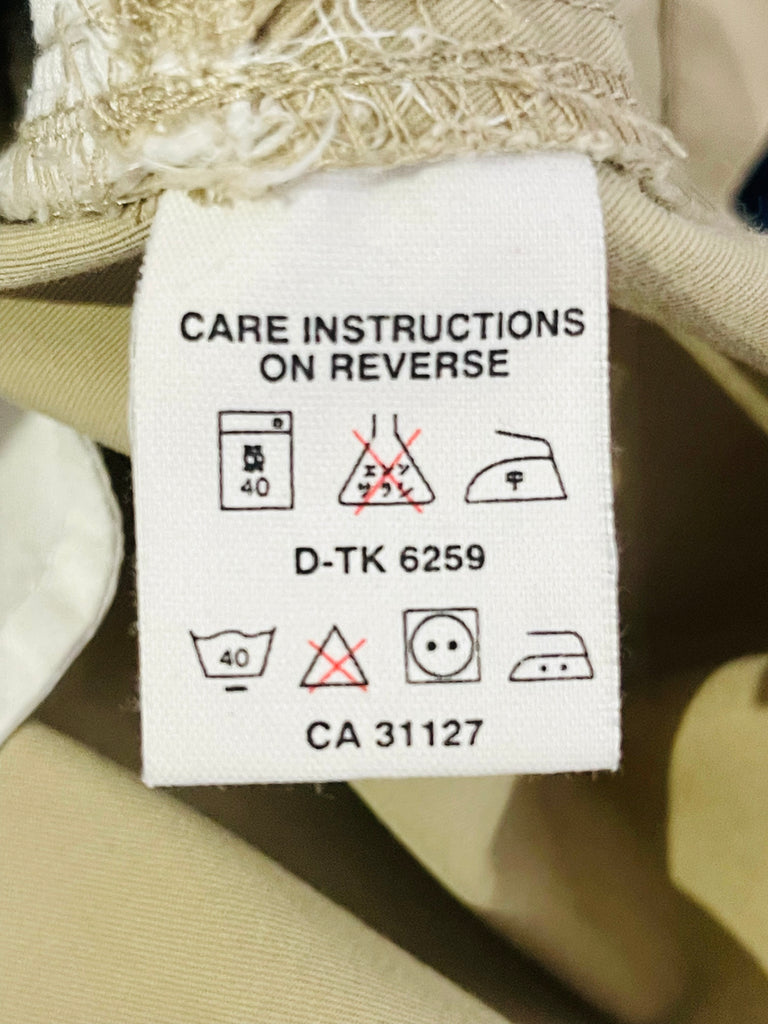 CARE INSTRUCTIONS
ON REVERSE
40
エンソ
サラシ
中
D-TK 6259
40
CA 31127